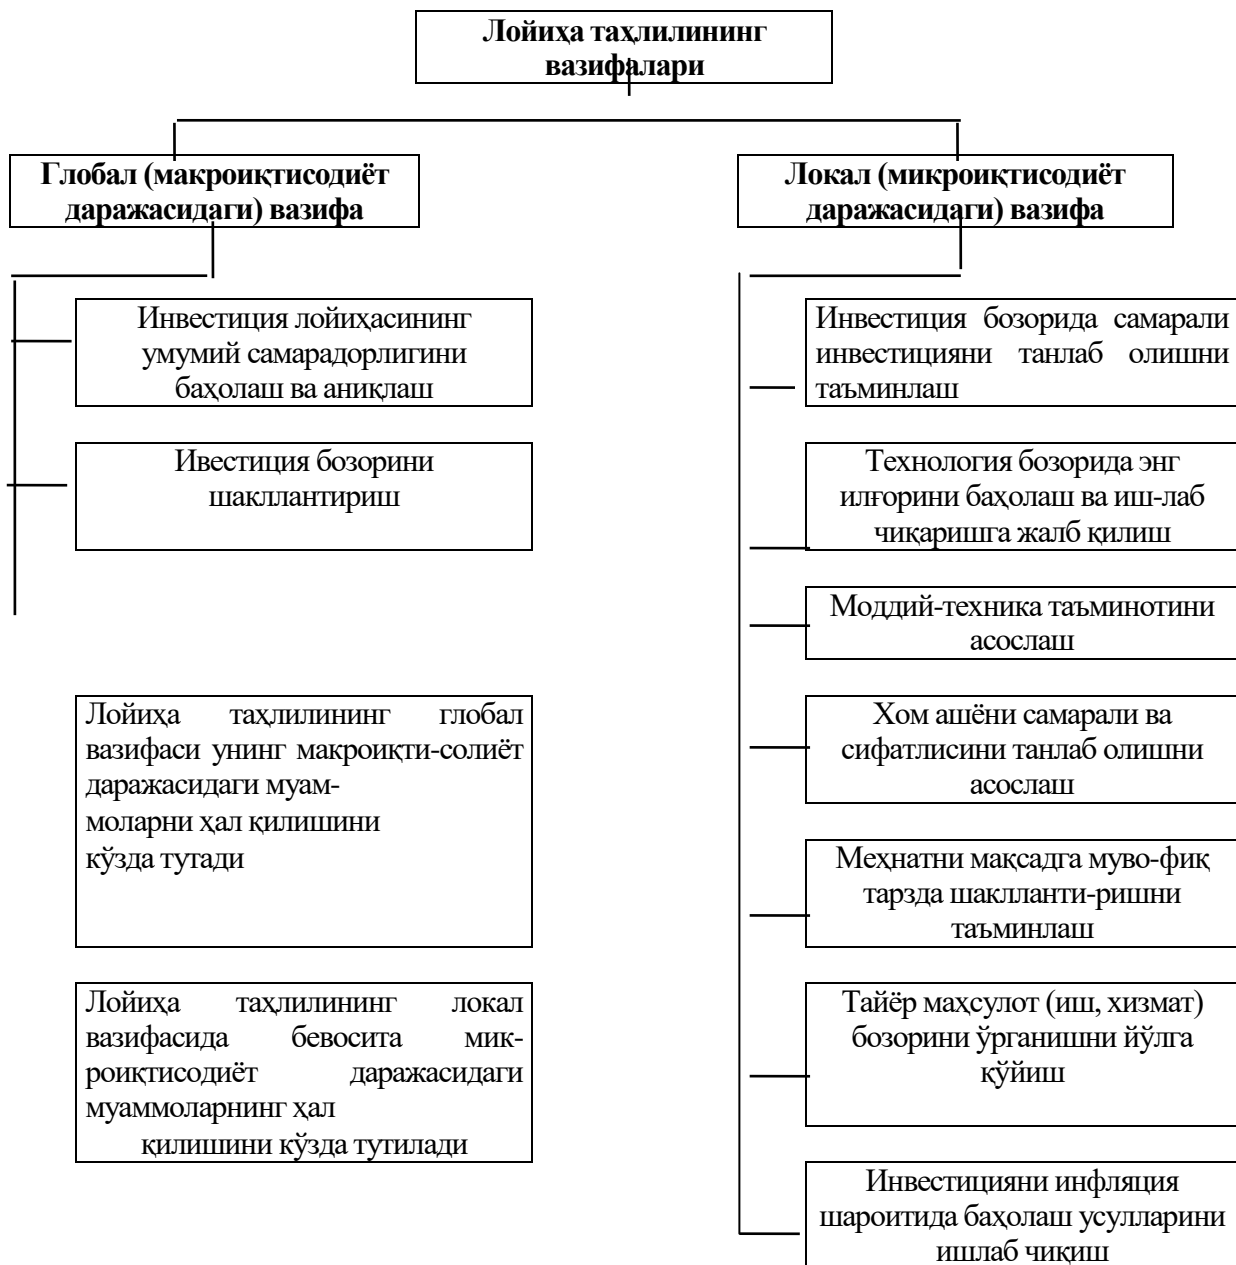 Лойиҳа таҳлилининг
вазифалари
Глобал (макроиқтисодиёт
даражасидаги) вазифа
Инвестиция лойиҳасининг
умумий самарадорлигини
баҳолаш ва аниқлаш
Ивестиция бозорини
шакллантириш
Лойиҳа таҳлилининг глобал
вазифаси унинг макроиқти-солиёт
даражасидаги муам-
моларни ҳал қилишини
кўзда тутади
Лойиҳа таҳлилининг локал
вазифасида бевосита мик-
роиқтисодиёт даражасидаги
муаммоларнинг ҳал
қилишини кўзда тутилади
Локал (микроиқтисодиёт
даражасидаги) вазифа
Инвестиция бозорида самарали
инвестицияни танлаб олишни
таъминлаш
Технология бозорида энг
илғорини баҳолаш ва иш-лаб
чиқаришга жалб қилиш
Моддий-техника таъминотини
асослаш
Хом ашёни самарали ва
сифатлисини танлаб олишни
асослаш
Меҳнатни мақсадга муво-фиқ
тарзда шаклланти-ришни
таъминлаш
Тайёр маҳсулот (иш, хизмат)
бозорини ўрганишни йўлга
қўйиш
Инвестицияни инфляция
шароитида баҳолаш усулларини
ишлаб чиқиш